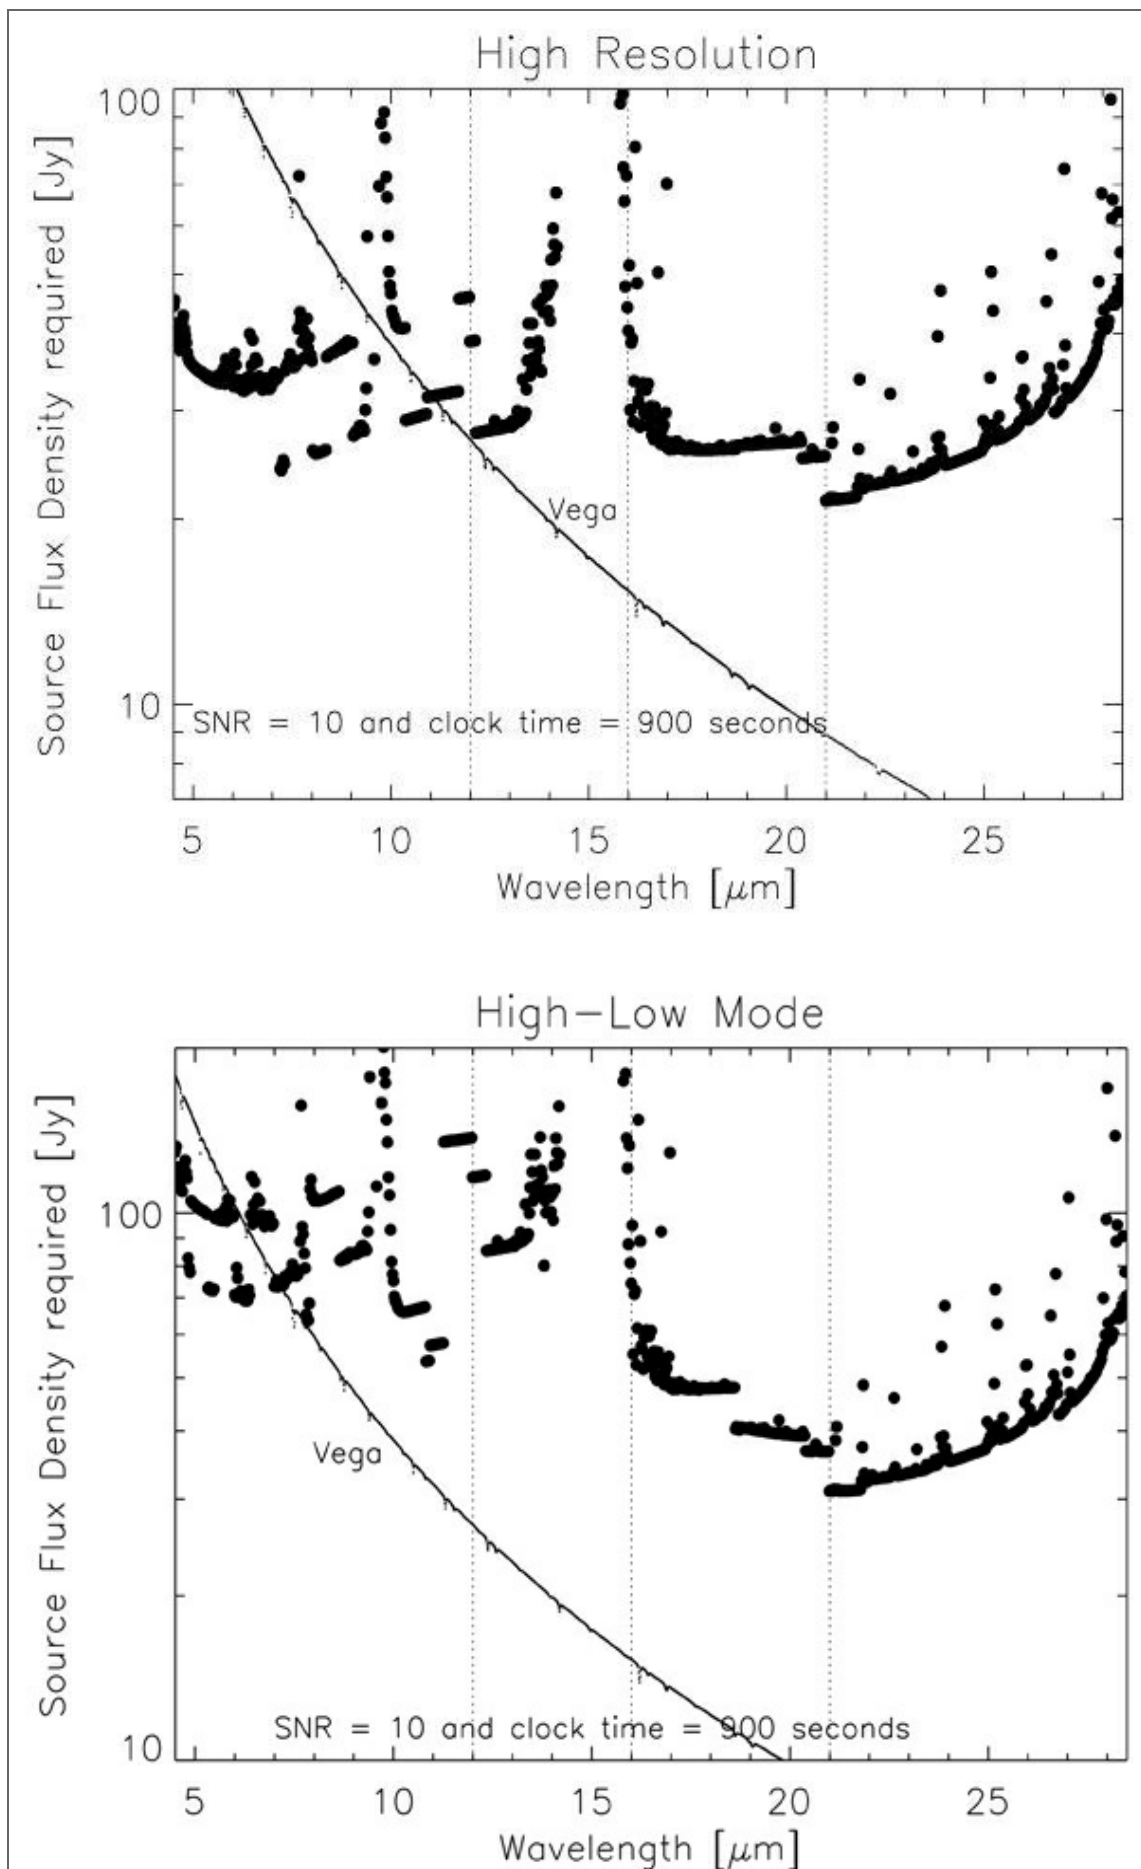 High Resolution
Source Flux Density required [Jy]
100
10
Vega
SNR = 10 and clock time = 900 seconds
5 10 15 20 25
Wavelength [μm]
High-Low Mode
Source Flux Density required [Jy]
100
10
Vega
SNR = 10 and clock time = 900 seconds
5 10 15 20 25
Wavelength [μm]